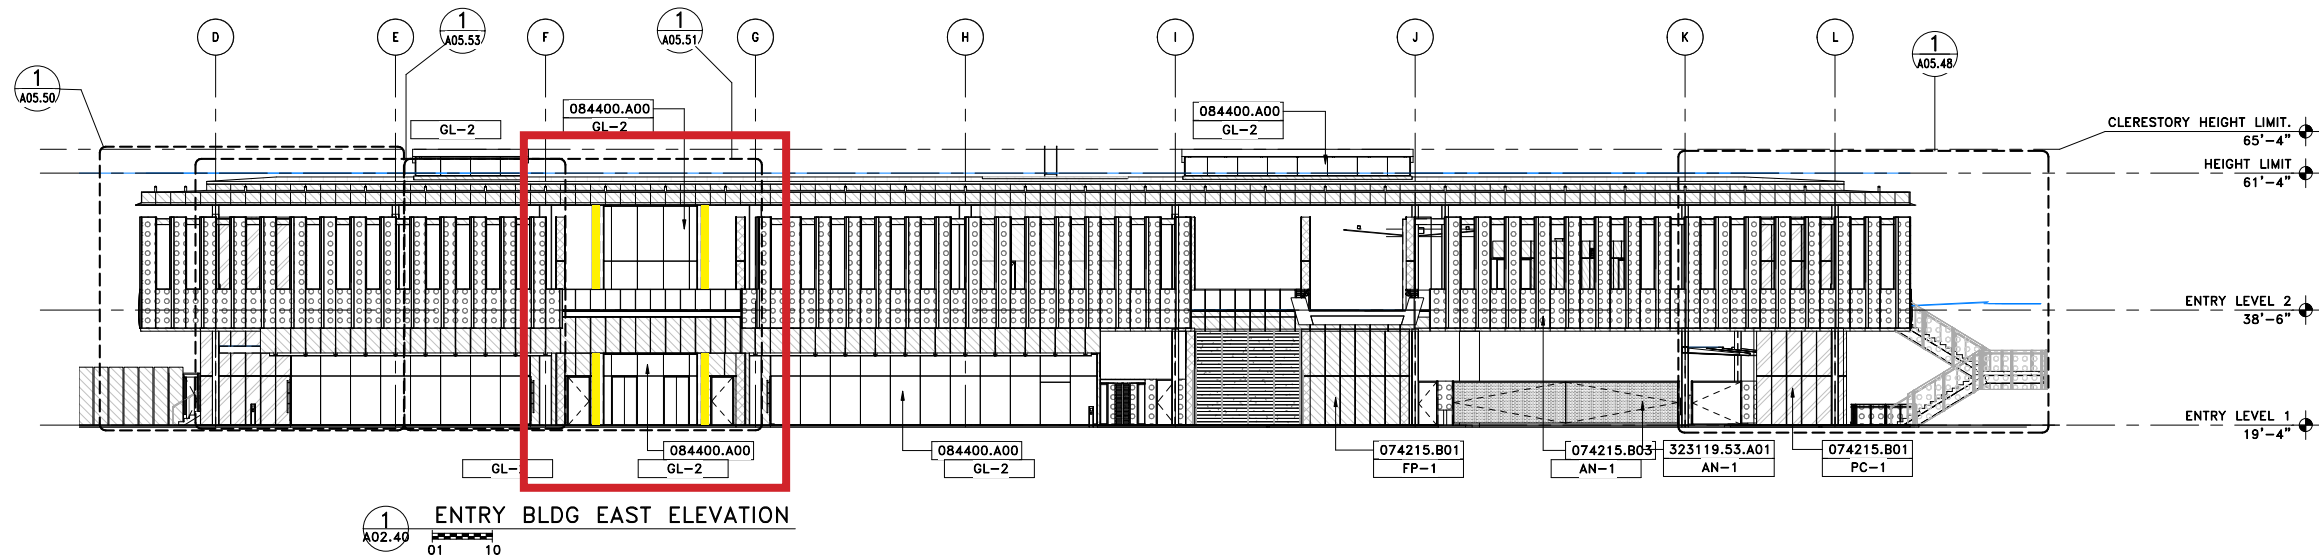 1
A05.50
D
E
1
A05.53
F
1
A05.51
G
H
I
J
K
L
1
A05.48
GL-2
084400.A00
GL-2
084400.A00
GL-2
CLERESTORY HEIGHT LIMIT.
65'-4"
HEIGHT LIMIT
61'-4"
ENTRY LEVEL 2
38'-6"
ENTRY LEVEL 1
19'-4"
GL-
084400.A00
GL-2
084400.A00
GL-2
074215.B01
FP-1
074215.B03
AN-1
323119.53.A01
AN-1
074215.B01
PC-1
1
A02.40
ENTRY BLDG EAST ELEVATION
01 10